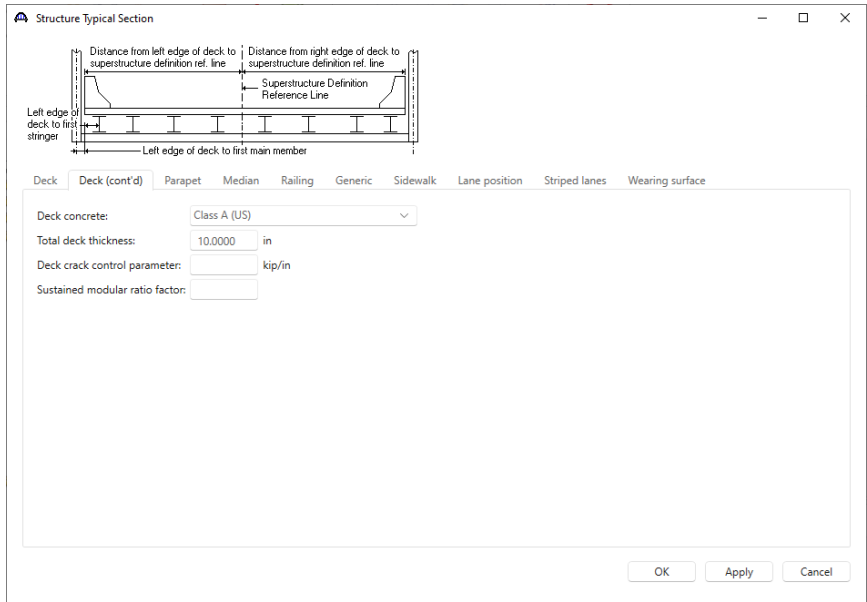 Structure Typical Section
Distance from left edge of deck to
superstructure definition ref. line
Distance from right edge of deck to
superstructure definition ref. line
Superstructure Definition
Reference Line
Left edge of
deck to first
stringer
Left edge of deck to first main member
Deck Deck (cont'd) Parapet Median Railing Generic Sidewalk Lane position Striped lanes Wearing surface
Deck concrete: Class A (US)
Total deck thickness: 10.0000 in
Deck crack control parameter: kip/in
Sustained modular ratio factor:
OK Apply Cancel